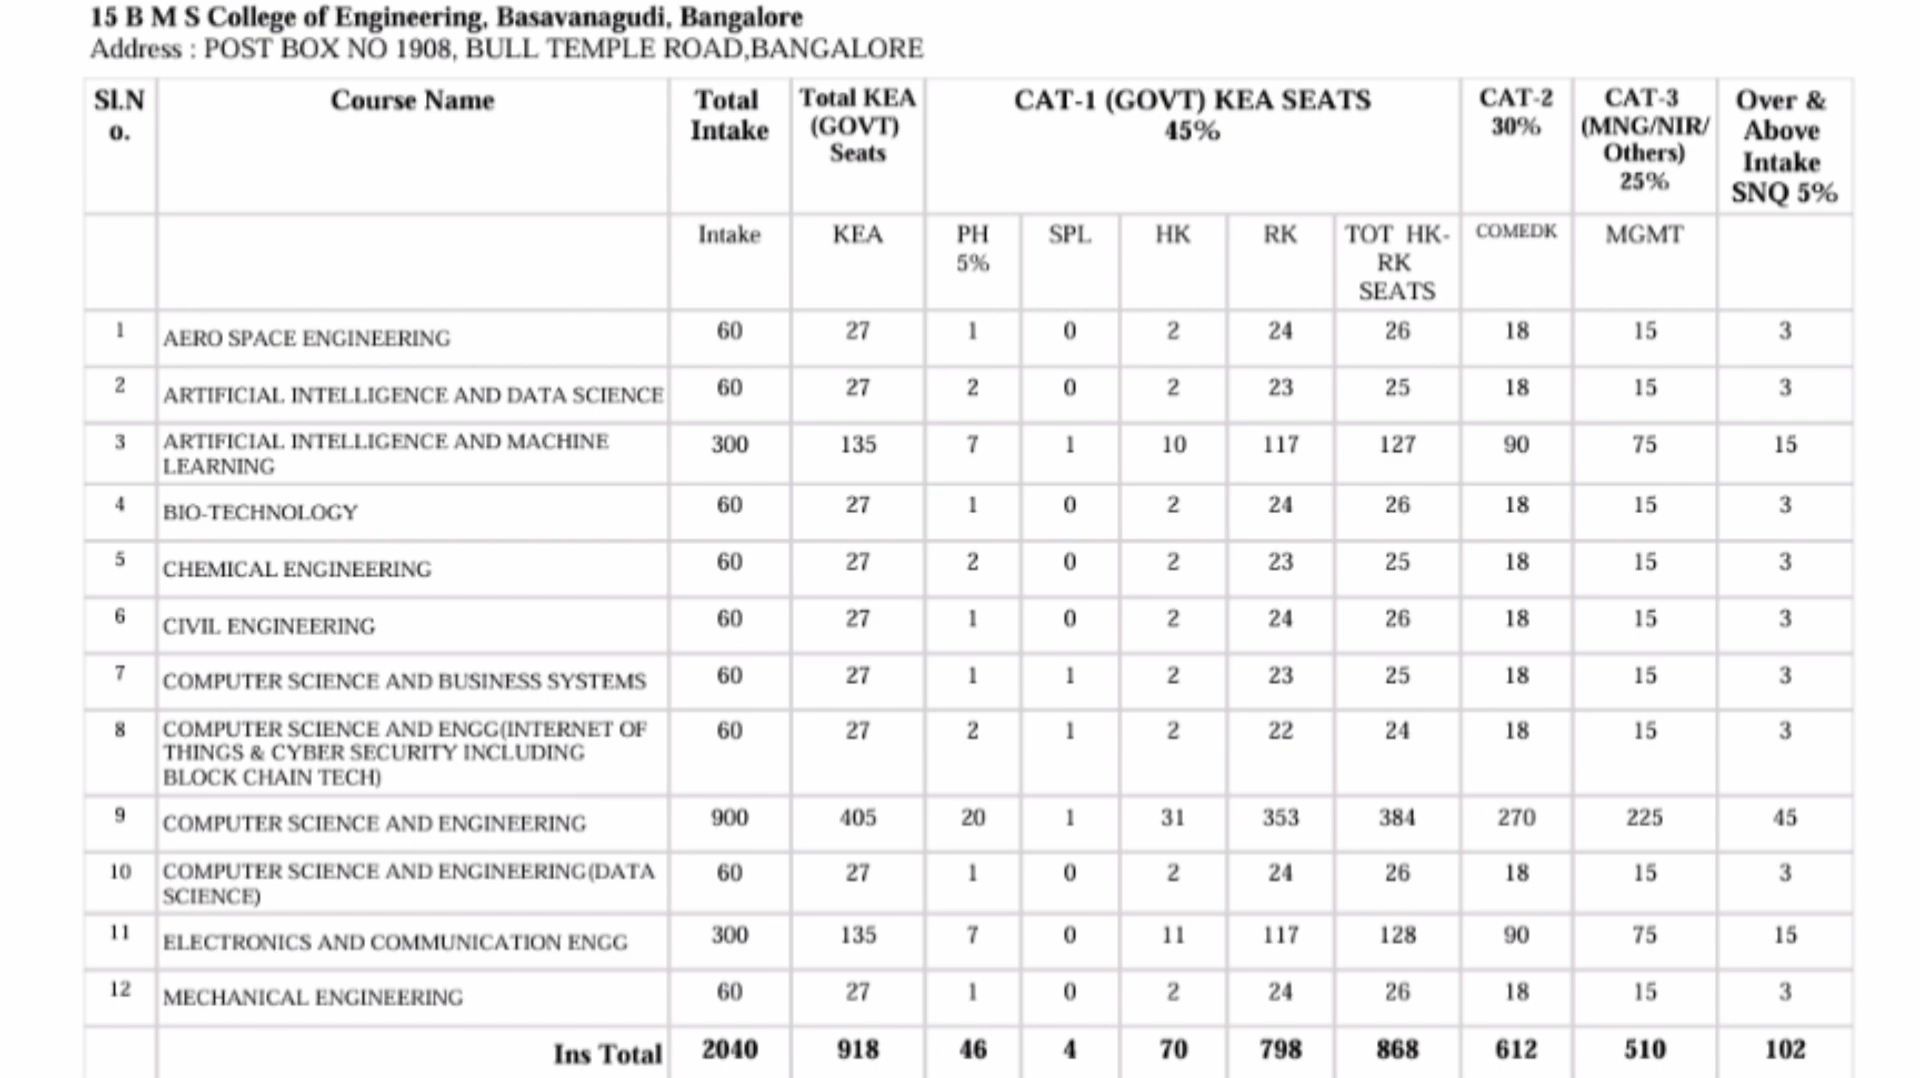 15 B M S College of Engineering, Basavanagudi, Bangalore
Address : POST BOX NO 1908, BULL TEMPLE ROAD,BANGALORE
Sl.N o. Course Name Total Intake Total KEA (GOVT) Seats CAT-1 (GOVT) KEA SEATS 45% CAT-2 30% CAT-3 (MNG/NIR/ Others) 25% Over & Above Intake SNQ 5%
Intake KEA PH 5% SPL HK RK TOT HK- RK SEATS COMEDK MGMT
1 AERO SPACE ENGINEERING 60 27 1 0 2 24 26 18 15 3
2 ARTIFICIAL INTELLIGENCE AND DATA SCIENCE 60 27 2 0 2 23 25 18 15 3
3 ARTIFICIAL INTELLIGENCE AND MACHINE LEARNING 300 135 7 1 10 117 127 90 75 15
4 BIO-TECHNOLOGY 60 27 1 0 2 24 26 18 15 3
5 CHEMICAL ENGINEERING 60 27 2 0 2 23 25 18 15 3
6 CIVIL ENGINEERING 60 27 1 0 2 24 26 18 15 3
7 COMPUTER SCIENCE AND BUSINESS SYSTEMS 60 27 1 1 2 23 25 18 15 3
8 COMPUTER SCIENCE AND ENGG(INTERNET OF THINGS & CYBER SECURITY INCLUDING BLOCK CHAIN TECH) 60 27 2 1 2 22 24 18 15 3
9 COMPUTER SCIENCE AND ENGINEERING 900 405 20 1 31 353 384 270 225 45
10 COMPUTER SCIENCE AND ENGINEERING(DATA SCIENCE) 60 27 1 0 2 24 26 18 15 3
11 ELECTRONICS AND COMMUNICATION ENGG 300 135 7 0 11 117 128 90 75 15
12 MECHANICAL ENGINEERING 60 27 1 0 2 24 26 18 15 3
Ins Total 2040 918 46 4 70 798 868 612 510 102